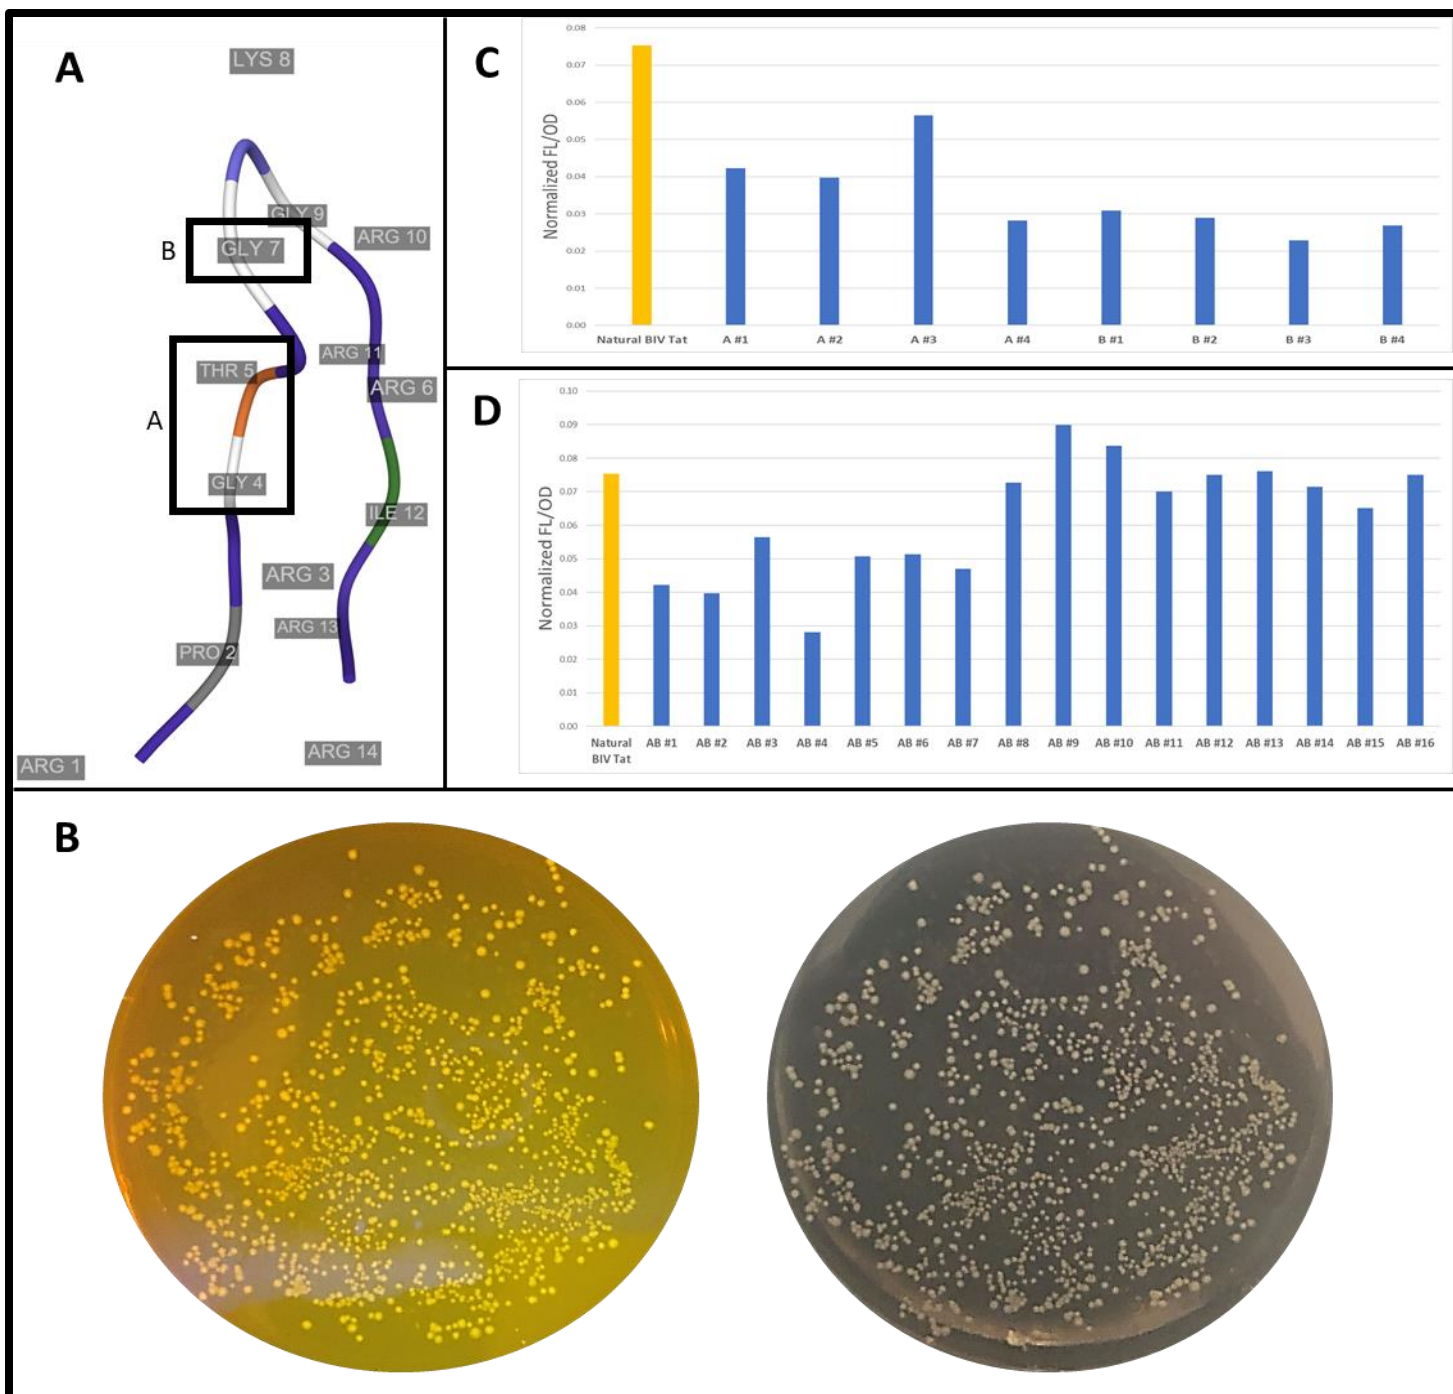 A
LYS 8
GLY 9
ARG 10
B
GLY 7
ARG 11
THR 5
ARG 6
A
GLY 4
ILE 12
ARG 3
ARG 13
PRO 2
ARG 14
ARG 1
C
Normalized FL/OD
0.08
0.07
0.06
0.05
0.04
0.03
0.02
0.01
0.00
Natural BIV Tat A #1 A #2 A #3 A #4 B #1 B #2 B #3 B #4
D
Normalized FL/OD
0.10
0.09
0.08
0.07
0.06
0.05
0.04
0.03
0.02
0.01
0.00
Natural AB #1 AB #2 AB #3 AB #4 AB #5 AB #6 AB #7 AB #8 AB #9 AB #10 AB #11 AB #12 AB #13 AB #14 AB #15 AB #16
BIV Tat
B